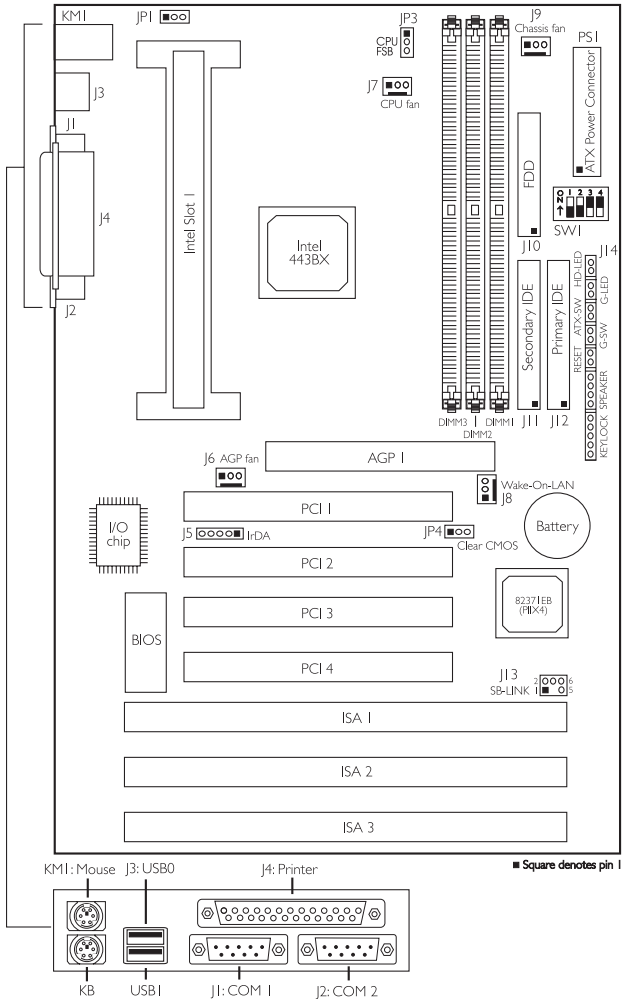 KM1
JP1
JP3
CPU
FSB
J9
Chassis fan
PS1
J3
J7
CPU fan
ATX Power Connector
J1
J4
Intel Slot 1
FDD
O
N
↑
1 2 3 4
SW1
Intel
443BX
J10
J14
J2
Secondary IDE
Primary IDE
HD-LED
G-LED
ATX-SW
G-SW
RESET
SPEAKER
KEYLOCK
DIMM3
DIMM1
DIMM2
J11
J12
J6 AGP fan
AGP 1
Wake-On-LAN
J8
PCI 1
I/O
chip
J5
IrDA
JP4
Clear CMOS
Battery
PCI 2
82371EB
(PIIX4)
BIOS
PCI 3
PCI 4
J13
SB-LINK
2
6
1
5
ISA 1
ISA 2
ISA 3
■ Square denotes pin 1
KM1: Mouse
J3: USB0
J4: Printer
KB
USB1
J1: COM 1
J2: COM 2